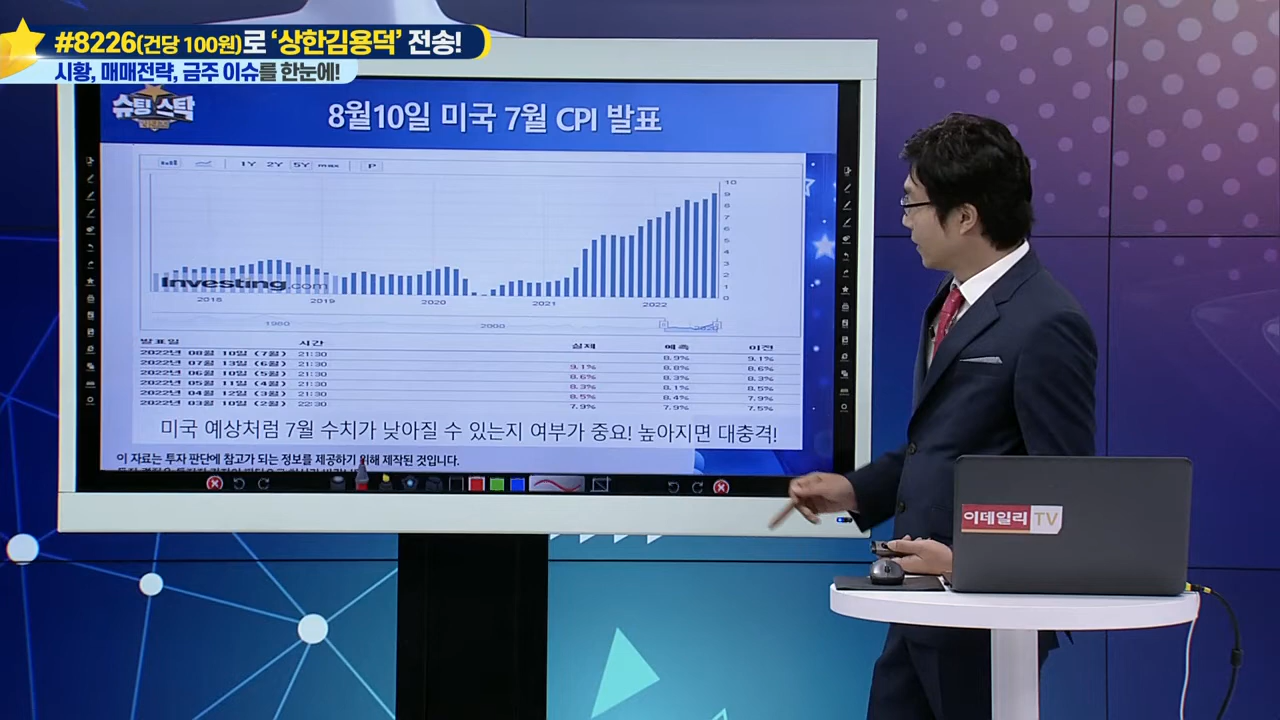 #8226(건당 100원)로 ‘상한김용덕’ 전송!
시황, 매매전략, 금주 이슈를 한눈에!
슈팅 스탁
8월10일 미국 7월 CPI 발표
1Y 2Y 5Y max P
10
9
8
7
6
5
4
3
2
1
0
Investing.com
2018 2019 2020 2021 2022
1980 2000
발표일 시간 실제 예측 이전
2022년 08월 10일 (7월) 21:30 8.9% 9.1%
2022년 07월 13일 (6월) 21:30 9.1% 8.8% 8.6%
2022년 06월 10일 (5월) 21:30 8.6% 8.3% 8.3%
2022년 05월 11일 (4월) 21:30 8.3% 8.1% 8.5%
2022년 04월 12일 (3월) 21:30 8.5% 8.4% 7.9%
2022년 03월 10일 (2월) 22:30 7.9% 7.9% 7.5%
미국 예상처럼 7월 수치가 낮아질 수 있는지 여부가 중요! 높아지면 대충격!
이 자료는 투자 판단에 참고가 되는 정보를 제공하기 위해 제작된 것입니다.
이데일리 TV